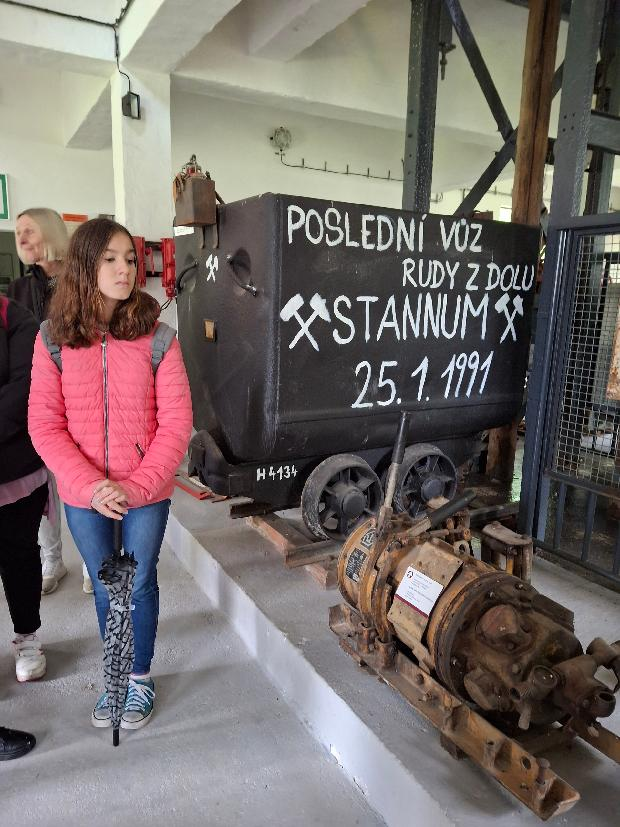 POSLEDNÍ VŮZ
RUDY Z DOLU
STANNUM
25. 1. 1991
H 4134